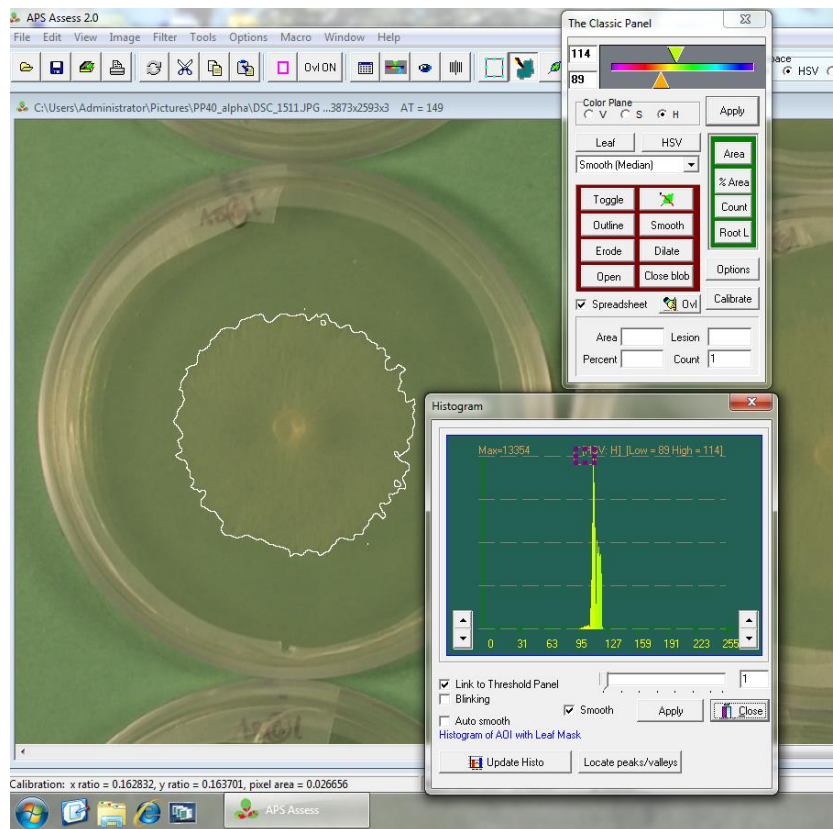 APS Assess 2.0
File Edit View Image Filter Tools Options Macro Window Help
Ovl ON
HSV
C:\Users\Administrator\Pictures\PP40_alpha\DSC_1511.JPG ...3873x2593x3 AT = 149
The Classic Panel
114
89
Color Plane
V S H
Apply
Leaf HSV
Smooth (Median)
Area
% Area
Count
Root L
Toggle
Outline Smooth
Erode Dilate
Open Close blob
Options
Spreadsheet Ovl Calibrate
Area Lesion
Percent Count 1
Histogram
Max=13354 V: H] [Low = 89 High = 114]
0 31 63 95 127 159 191 223 255
Link to Threshold Panel 1
Blinking
Auto smooth
Smooth Apply Close
Histogram of AOI with Leaf Mask
Update Histo Locate peaks/valleys
Calibration: x ratio = 0.162832, y ratio = 0.163701, pixel area = 0.026656
APS Assess